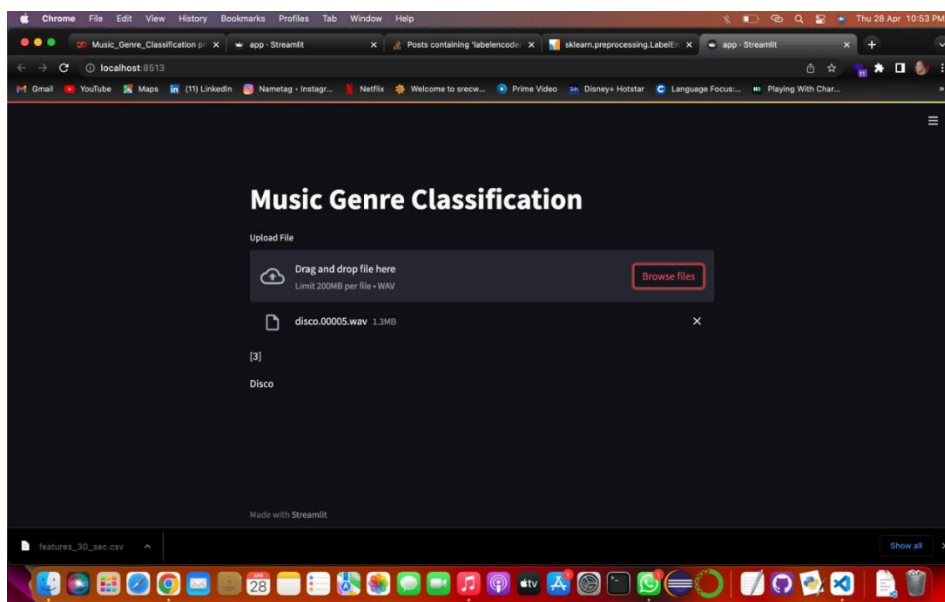 Chrome File Edit View History Bookmarks Profiles Tab Window Help Thu 28 Apr 10:53 PM
Music_Genre_Classification pr app · Streamlit Posts containing 'labelencoder sklearn.preprocessing.LabelEn app · Streamlit
localhost:8513
Gmail YouTube Maps (11) LinkedIn Nametag • Instagr... Netflix Welcome to srecw... Prime Video Disney+ Hotstar Language Focus:... Playing With Char...
Music Genre Classification
Upload File
Drag and drop file here
Limit 200MB per file • WAV
Browse files
disco.00005.wav 1.3MB
[3]
Disco
Made with Streamlit
features_30_sec.csv Show all
28 tv